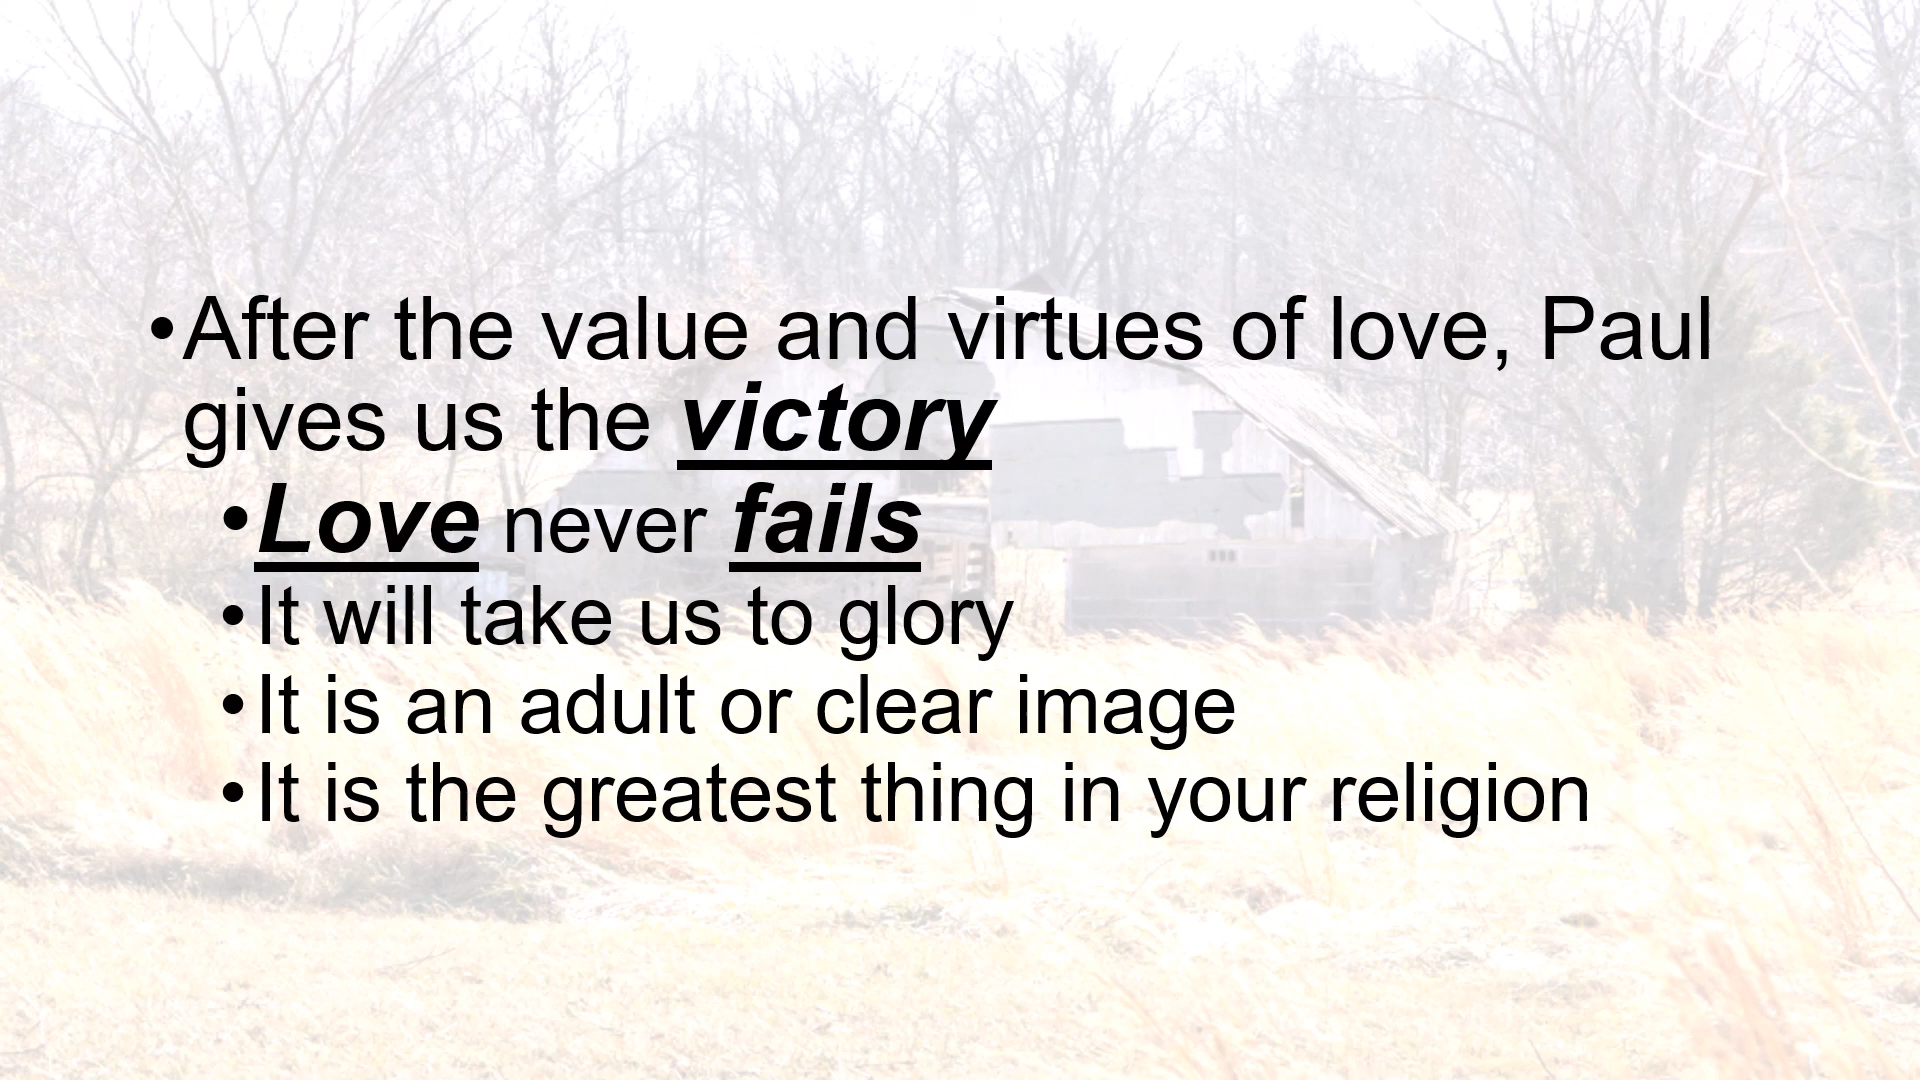 •After the value and virtues of love, Paul
gives us the victory
•Love never fails
•It will take us to glory
•It is an adult or clear image
•It is the greatest thing in your religion